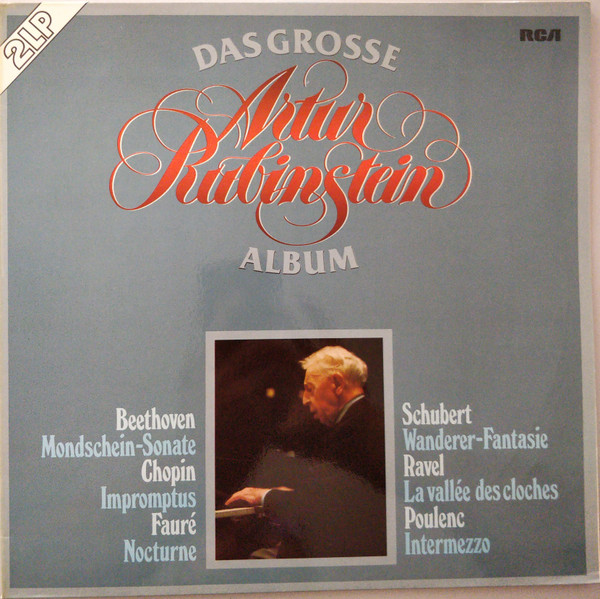 2LP
RCA
DAS GROSSE
Artur
Rubinstein
ALBUM
Beethoven
Mondschein-Sonate
Chopin
Impromptus
Fauré
Nocturne
Schubert
Wanderer-Fantasie
Ravel
La vallée des cloches
Poulenc
Intermezzo